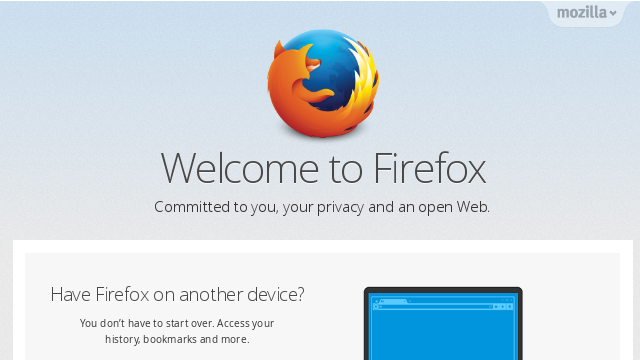 mozilla
Welcome to Firefox
Committed to you, your privacy and an open Web.
Have Firefox on another device?
You don't have to start over. Access your
history, bookmarks and more.